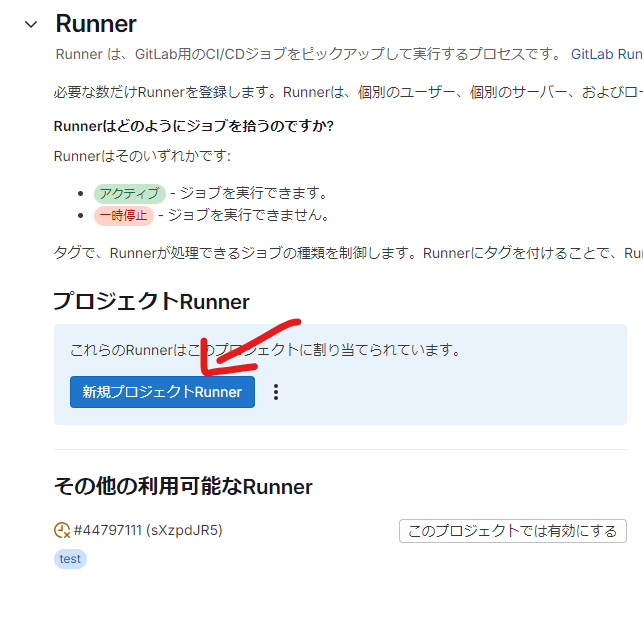 Runner
Runner は、GitLab用のCI/CDジョブをピックアップして実行するプロセスです。 GitLab Run
必要な数だけRunnerを登録します。Runnerは、個別のユーザー、個別のサーバー、およびロー
Runnerはどのようにジョブを拾うのですか?
Runnerはそのいずれかです:
アクティブ - ジョブを実行できます。
一時停止 - ジョブを実行できません。
タグで、Runnerが処理できるジョブの種類を制御します。Runnerにタグを付けることで、Ru
プロジェクトRunner
これらのRunnerはこのプロジェクトに割り当てられています。
新規プロジェクトRunner
その他の利用可能なRunner
#44797111 (sXzpdJR5)
このプロジェクトでは有効にする
test